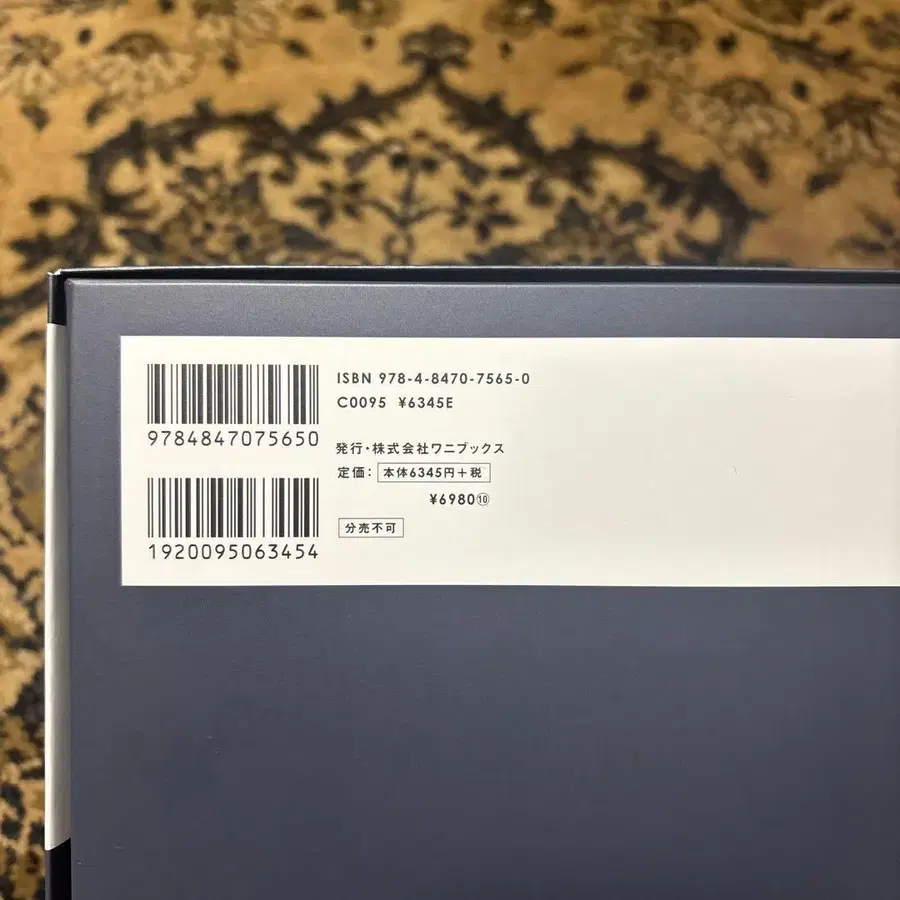 9784847075650
ISBN 978-4-8470-7565-0
C0095 ¥6345E
発行・株式会社ワニブックス
定価：本体6345円＋税
¥6980⑩
1920095063454
分売不可